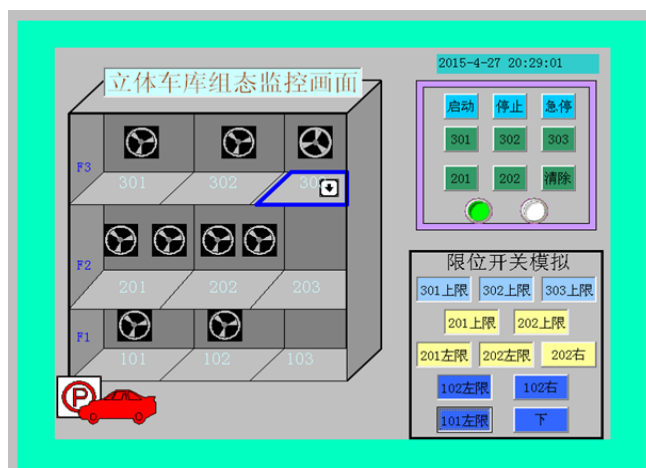 立体车库组态监控画面
2015-4-27 20:29:01
启动 停止 急停
301 302 303
201 202 清除
F3
301 302 303
F2
201 202 203
F1
101 102 103
P
限位开关模拟
301上限 302上限 303上限
201上限 202上限
201左限 202左限 202右
102左限 102右
101左限 下